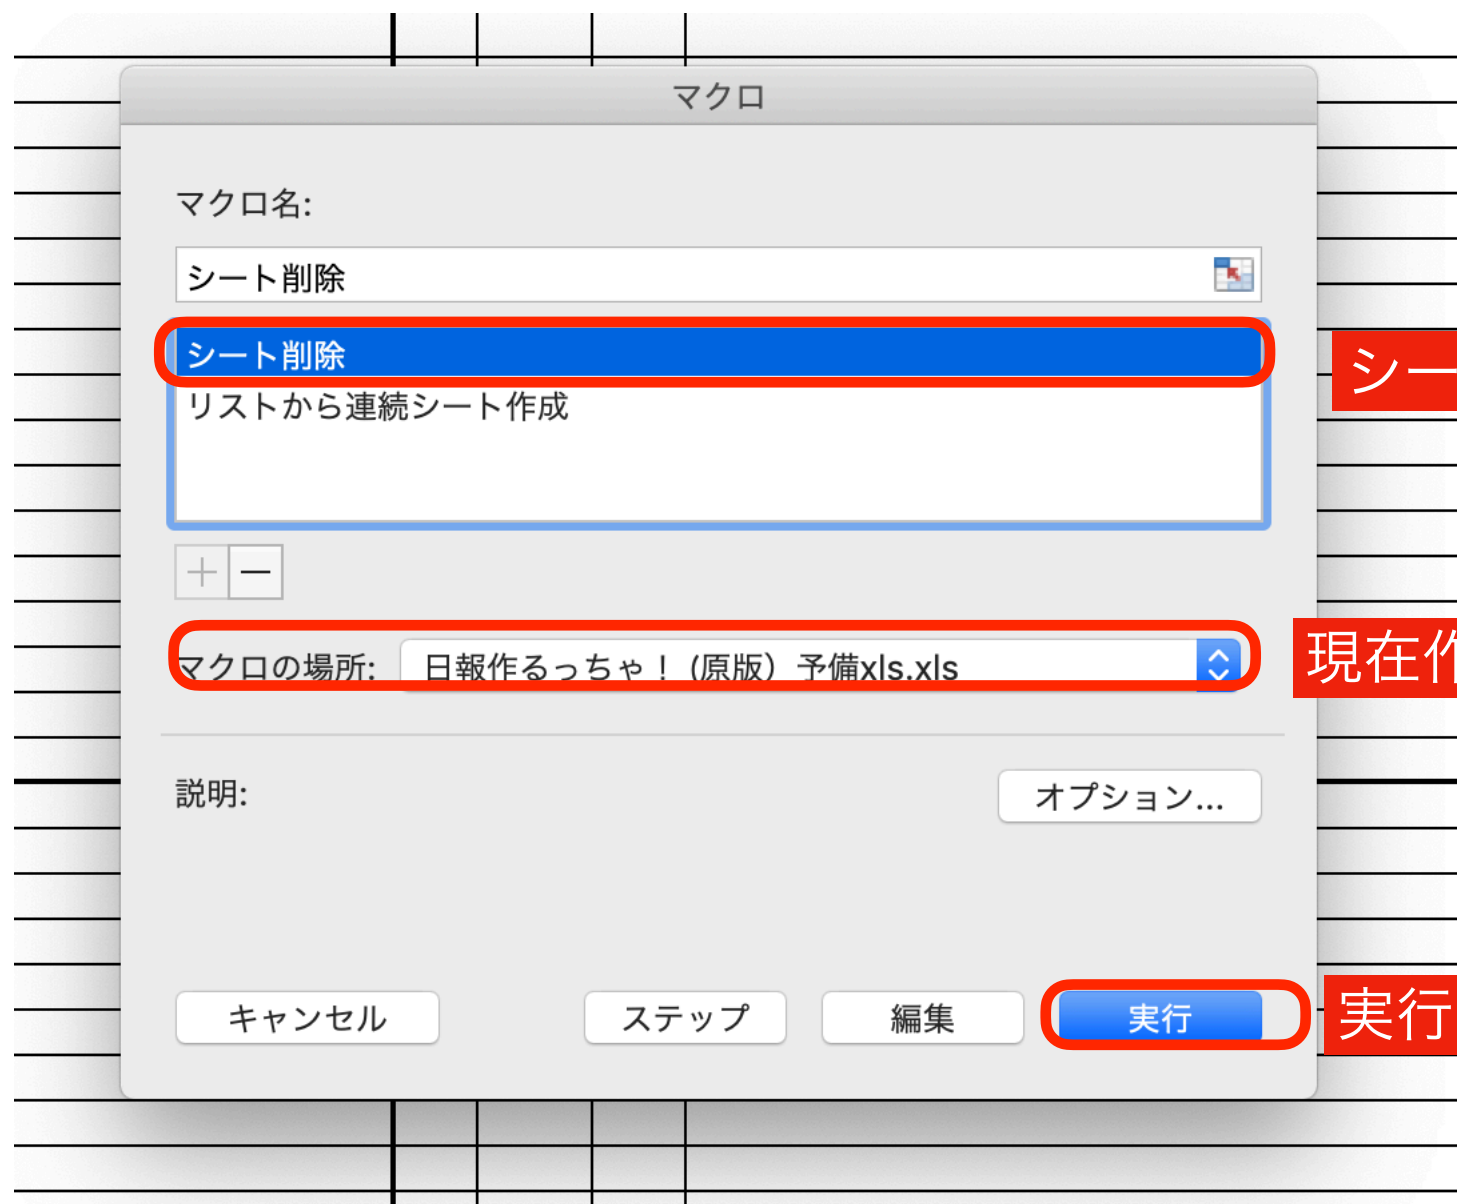 マクロ
マクロ名:
シート削除
シート削除
シー
リストから連続シート作成
マクロの場所: 日報作るっちゃ！(原版）予備xls.xls
現在作
説明:
オプション...
キャンセル ステップ 編集 実行
実行